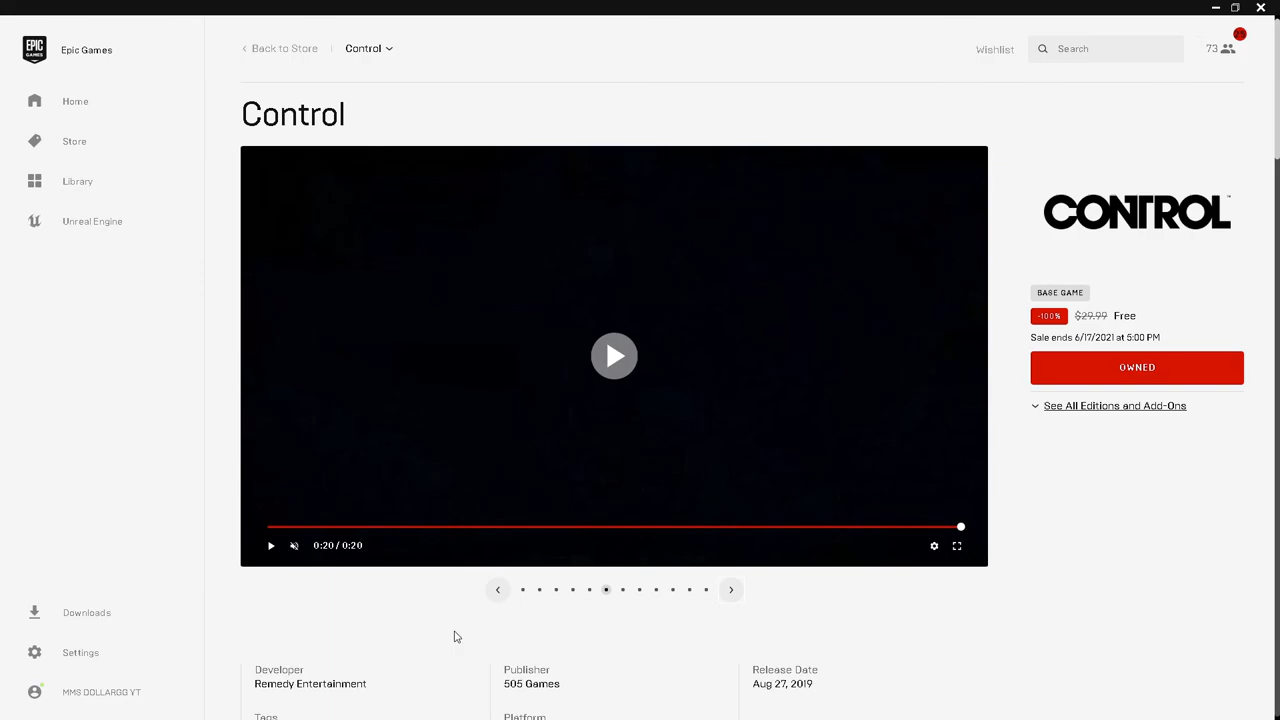 EPIC GAMES
Epic Games
Home
Store
Library
Unreal Engine
Downloads
Settings
MMS DOLLARGG YT
Back to Store
Control
Wishlist
Search
73
Control
0:20 / 0:20
CONTROL™
BASE GAME
-100% $29.99 Free
Sale ends 6/17/2021 at 5:00 PM
OWNED
See All Editions and Add-Ons
Developer
Remedy Entertainment
Publisher
505 Games
Release Date
Aug 27, 2019
Tags
Platform